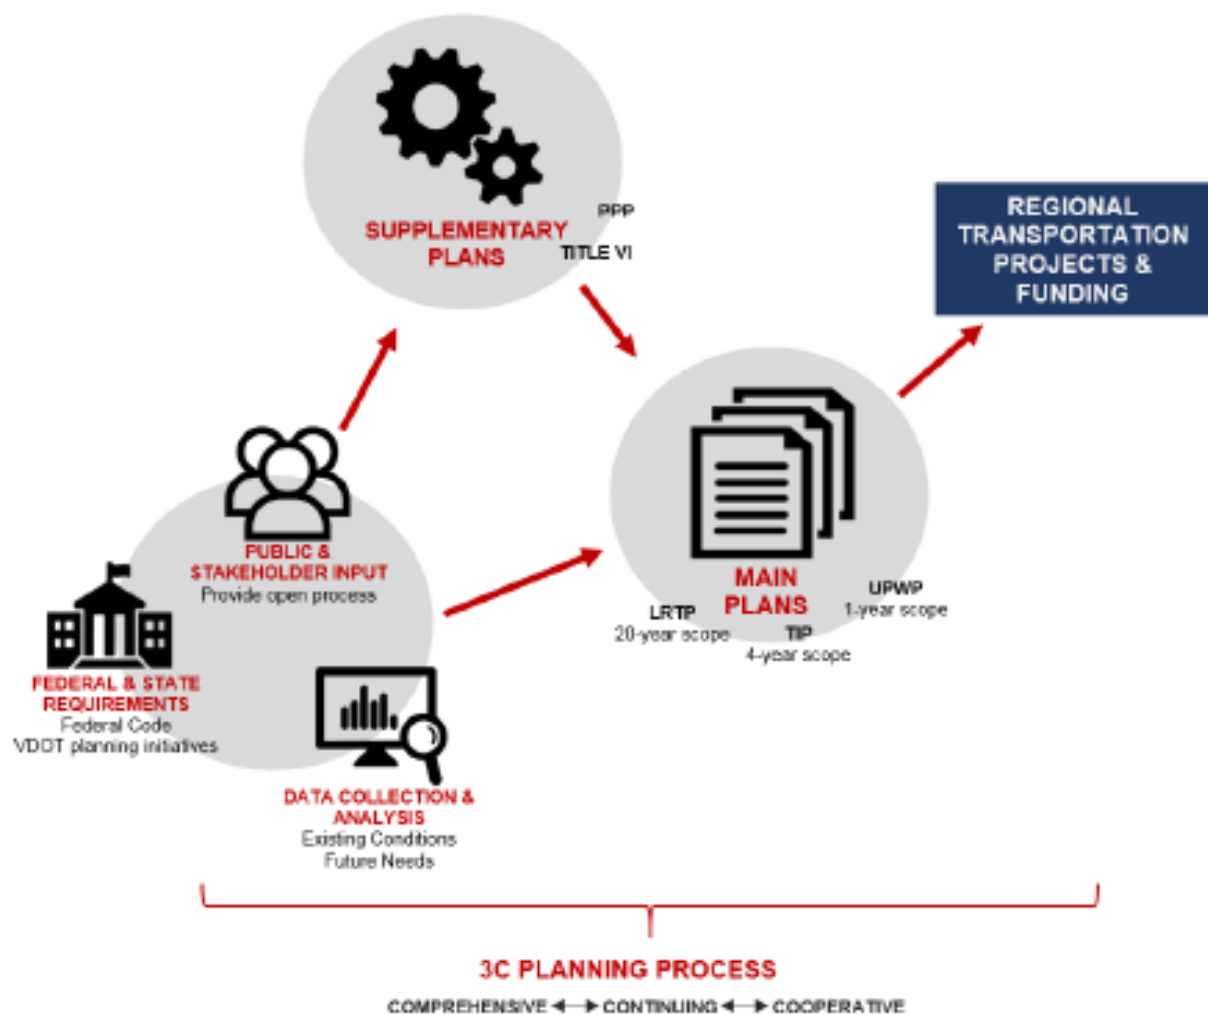 PPP
SUPPLEMENTARY
PLANS
TITLE VI
REGIONAL
TRANSPORTATION
PROJECTS &
FUNDING
PUBLIC &
STAKEHOLDER INPUT
Provide open process
FEDERAL & STATE
REQUIREMENTS
Federal Code
VDOT planning initiatives
DATA COLLECTION &
ANALYSIS
Existing Conditions
Future Needs
MAIN
PLANS
LRTP
20-year scope
TIP
4-year scope
UPWP
1-year scope
3C PLANNING PROCESS
COMPREHENSIVE CONTINUING COOPERATIVE